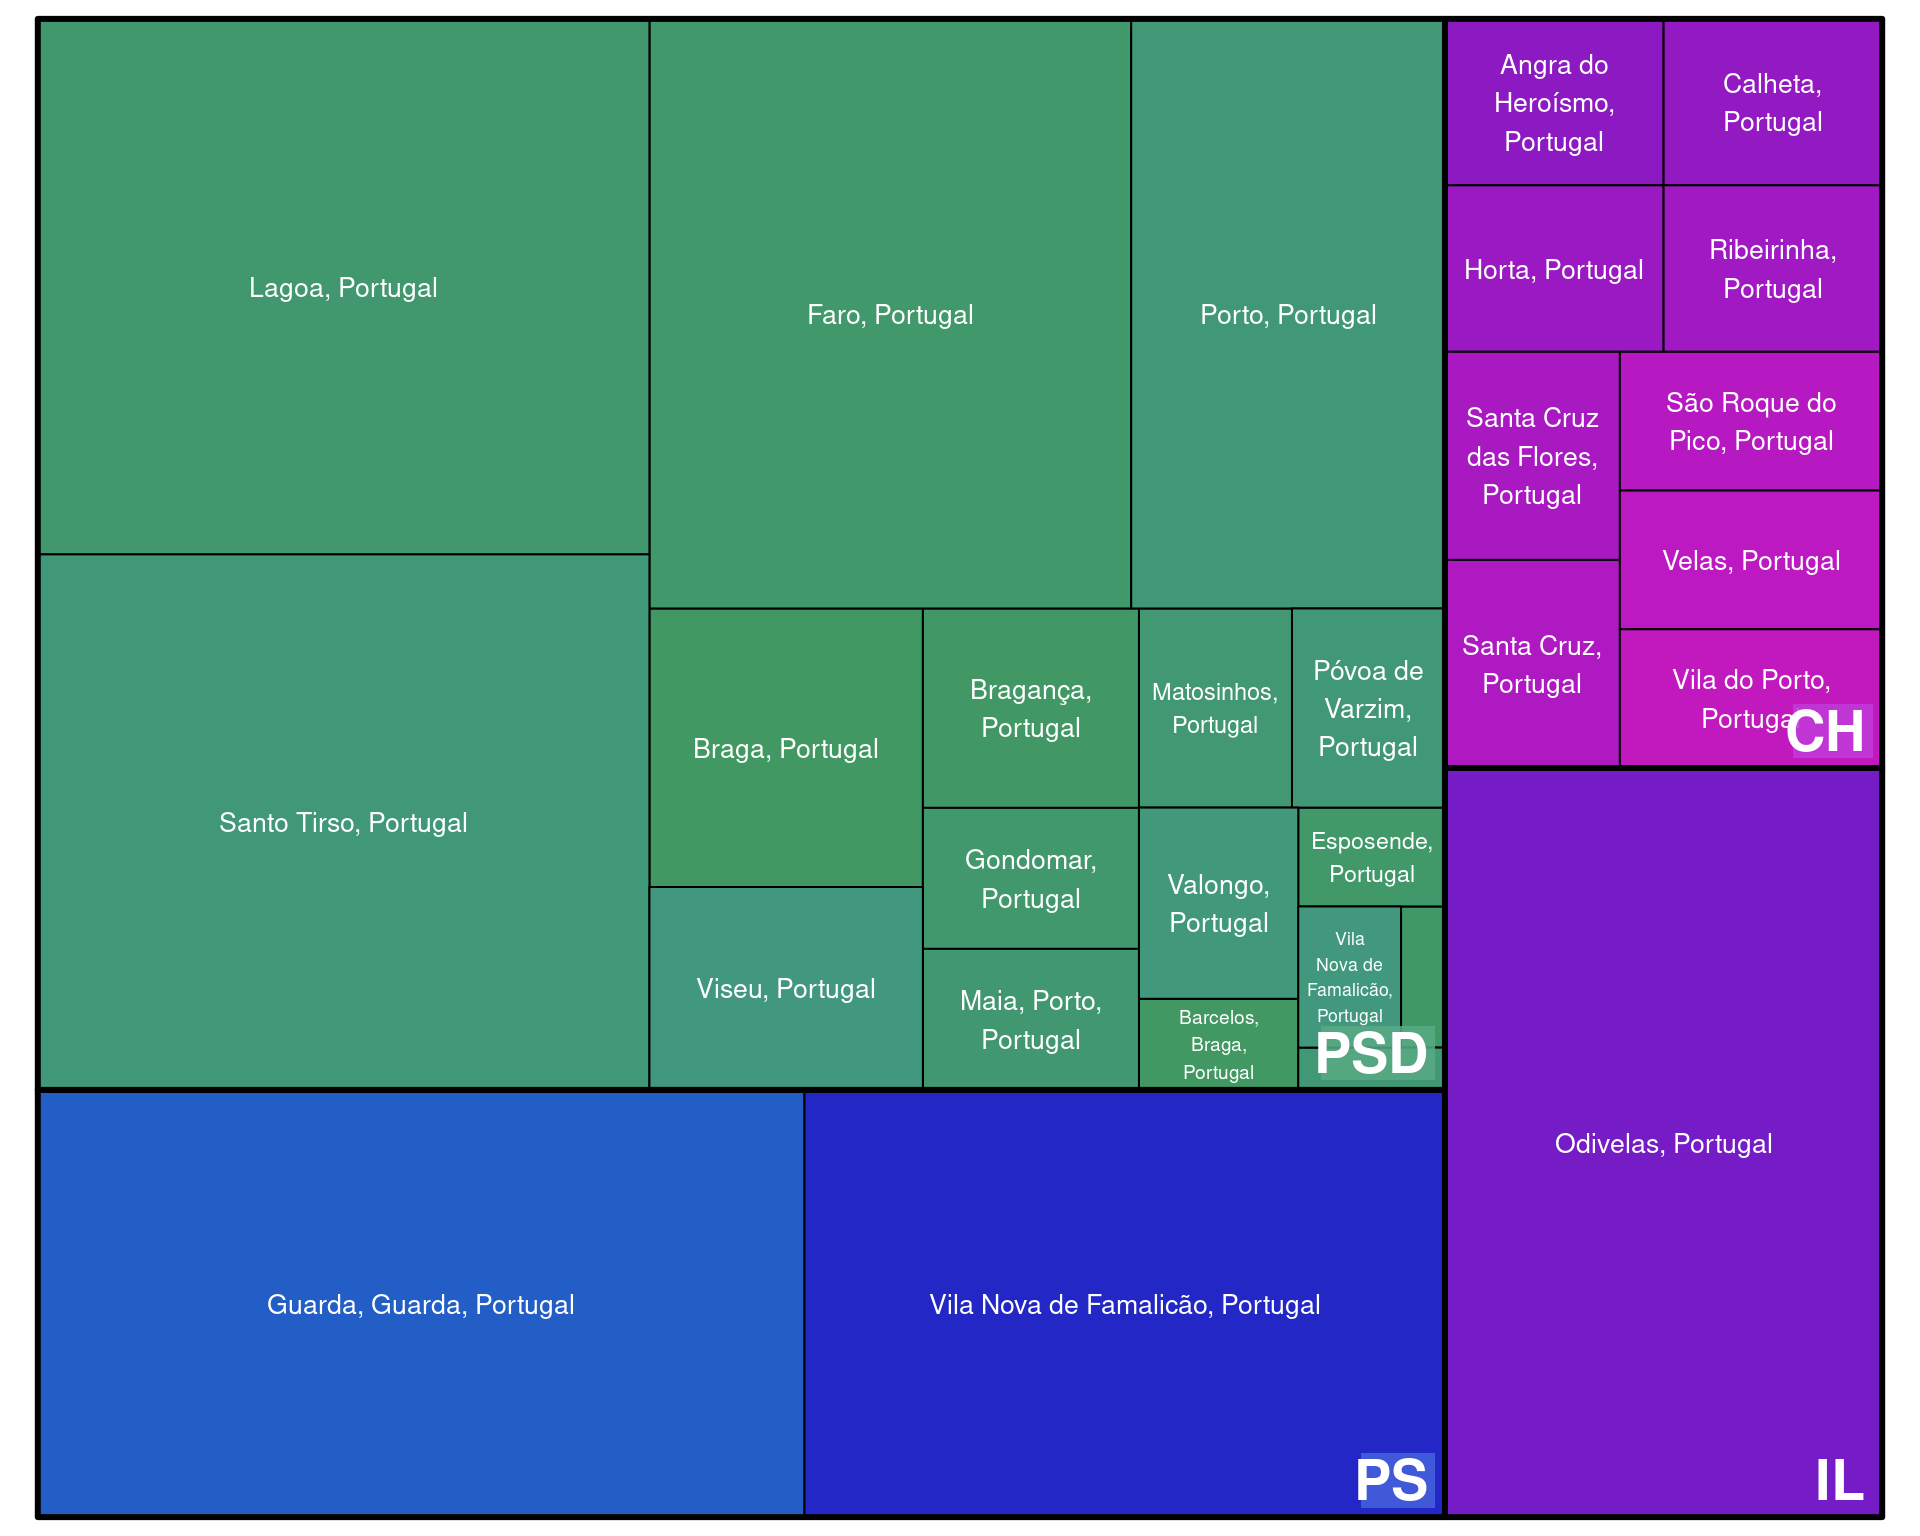 Lagoa, Portugal
Santo Tirso, Portugal
Faro, Portugal
Porto, Portugal
Braga, Portugal
Viseu, Portugal
Bragança,
Portugal
Gondomar,
Portugal
Maia, Porto,
Portugal
Matosinhos,
Portugal
Póvoa de
Varzim,
Portugal
Valongo,
Portugal
Barcelos,
Braga,
Portugal
Esposende,
Portugal
Vila
Nova de
Famalicão,
Portugal
PSD
Guarda, Guarda, Portugal
Vila Nova de Famalicão, Portugal
PS
Angra do
Heroísmo,
Portugal
Calheta,
Portugal
Horta, Portugal
Ribeirinha,
Portugal
Santa Cruz
das Flores,
Portugal
Santa Cruz,
Portugal
São Roque do
Pico, Portugal
Velas, Portugal
Vila do Porto,
Portugal
CH
Odivelas, Portugal
IL